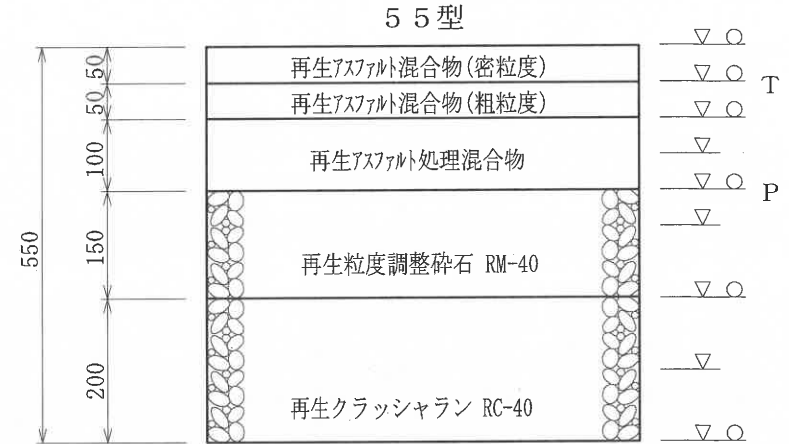 ５５型
550
50
50
100
150
200
再生ｱｽﾌｧﾙﾄ混合物(密粒度)
再生ｱｽﾌｧﾙﾄ混合物(粗粒度)
再生ｱｽﾌｧﾙﾄ処理混合物
再生粒度調整砕石 RM-40
再生クラッシャラン RC-40
▽ ○
▽ ○
T
▽ ○
▽
▽ ○
P
▽
▽ ○
▽
▽ ○